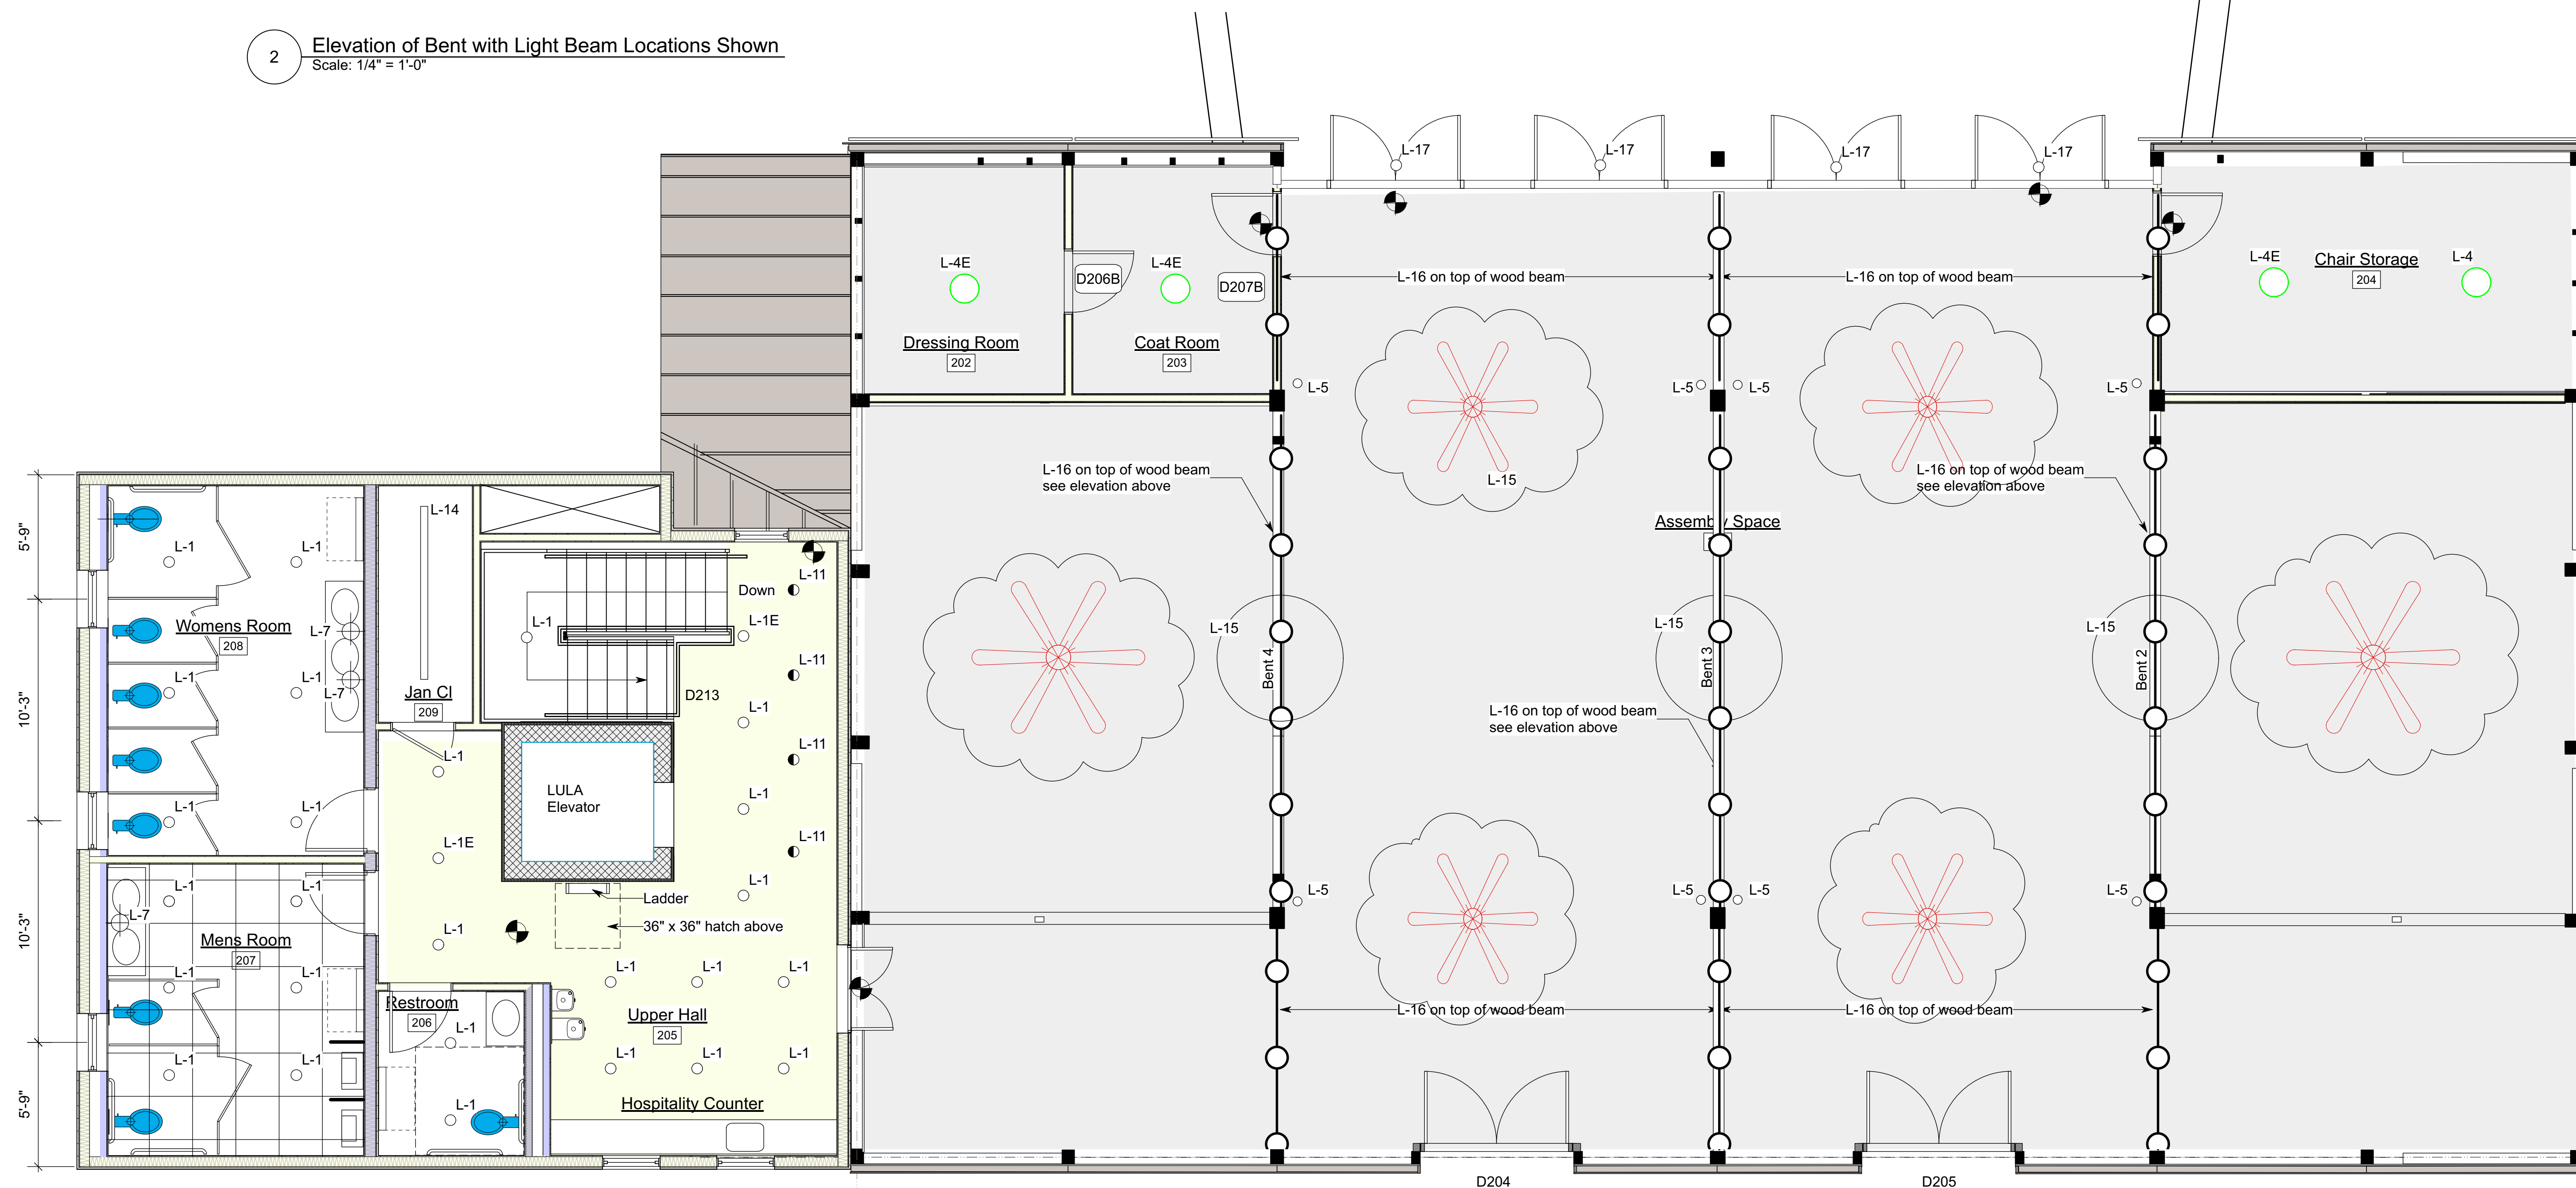 2
Elevation of Bent with Light Beam Locations Shown
Scale: 1/4" = 1'-0"
L-17
L-17
L-17
L-17
L-4E
L-4E
D206B
D207B
Dressing Room
202
Coat Room
203
L-16 on top of wood beam
L-16 on top of wood beam
L-4E
Chair Storage
204
L-4
L-5
L-5
L-5
L-5
L-16 on top of wood beam
see elevation above
L-15
L-16 on top of wood beam
see elevation above
Assembly Space
5'-9"
10'-3"
10'-3"
5'-9"
L-14
L-1
L-1
Womens Room
208
L-7
L-1
L-1
L-7
L-1
L-1
Jan Cl
209
Down
L-11
L-1
L-1E
L-11
D213
L-1
L-11
L-1
L-1
LULA
Elevator
L-1E
L-11
L-1
L-1
L-15
Bent 4
L-15
Bent 3
L-15
Bent 2
L-16 on top of wood beam
see elevation above
Ladder
36" x 36" hatch above
L-1
L-1
L-7
Mens Room
207
L-1
L-1
L-1
L-1
L-5
L-5
L-5
L-5
L-1
L-1
L-1
Restroom
206
L-1
Upper Hall
205
L-1
L-1
L-1
L-1
Hospitality Counter
L-16 on top of wood beam
L-16 on top of wood beam
D204
D205